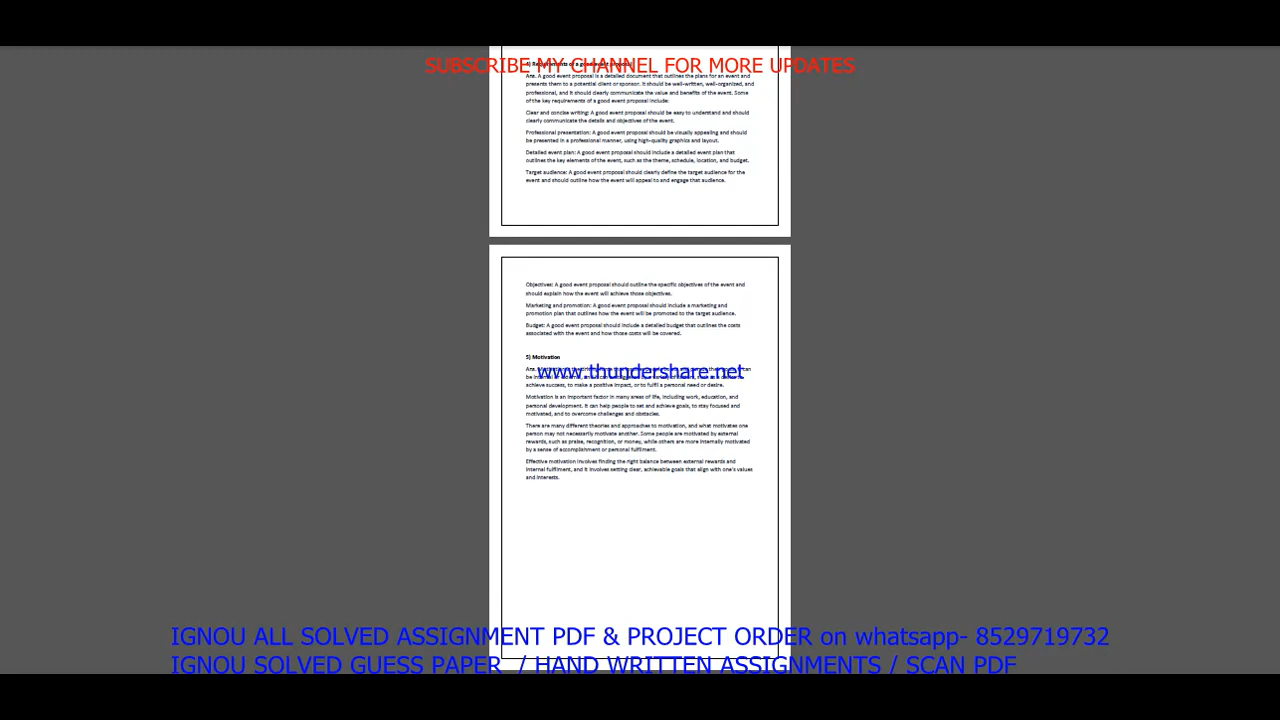 SUBSCRIBE MY CHANNEL FOR MORE UPDATES
Ans. A good event proposal is a detailed document that outlines the plans for an event and
presents them to a potential client or sponsor. It should be well-written, well-organized, and
professional, and it should clearly communicate the value and benefits of the event. Some
of the key requirements of a good event proposal include:
Clear and concise writing: A good event proposal should be easy to understand and should
clearly communicate the details and objectives of the event.
Professional presentation: A good event proposal should be visually appealing and should
be presented in a professional manner, using high-quality graphics and layout.
Detailed event plan: A good event proposal should include a detailed event plan that
outlines the key elements of the event, such as the theme, schedule, location, and budget.
Target audience: A good event proposal should clearly define the target audience for the
event and should outline how the event will appeal to and engage that audience.
Objectives: A good event proposal should outline the specific objectives of the event and
should explain how the event will achieve those objectives.
Marketing and promotion: A good event proposal should include a marketing and
promotion plan that outlines how the event will be promoted to the target audience.
Budget: A good event proposal should include a detailed budget that outlines the costs
associated with the event and how those costs will be covered.
5) Motivation
www.thundershare.net
achieve success, to make a positive impact, or to fulfil a personal need or desire.
Motivation is an important factor in many areas of life, including work, education, and
personal development. It can help people to set and achieve goals, to stay focused and
motivated, and to overcome challenges and obstacles.
There are many different theories and approaches to motivation, and what motivates one
person may not necessarily motivate another. Some people are motivated by external
rewards, such as praise, recognition, or money, while others are more internally motivated
by a sense of accomplishment or personal fulfilment.
Effective motivation involves finding the right balance between external rewards and
internal fulfilment, and it involves setting clear, achievable goals that align with one's values
and interests.
IGNOU ALL SOLVED ASSIGNMENT PDF & PROJECT ORDER on whatsapp- 8529719732
IGNOU SOLVED GUESS PAPER / HAND WRITTEN ASSIGNMENTS / SCAN PDF